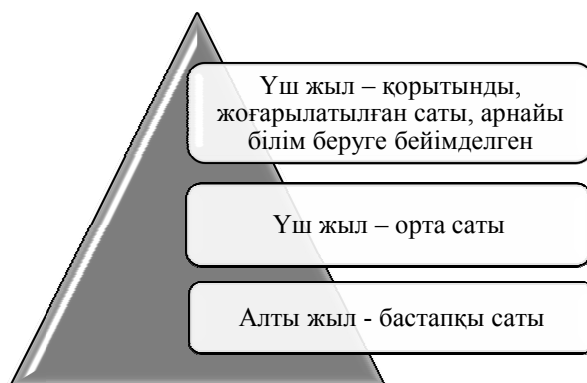 Үш жыл – қорытынды,
жоғарылатылған саты, арнайы
білім беруге бейімделген
Үш жыл – орта саты
Алты жыл - бастапқы саты